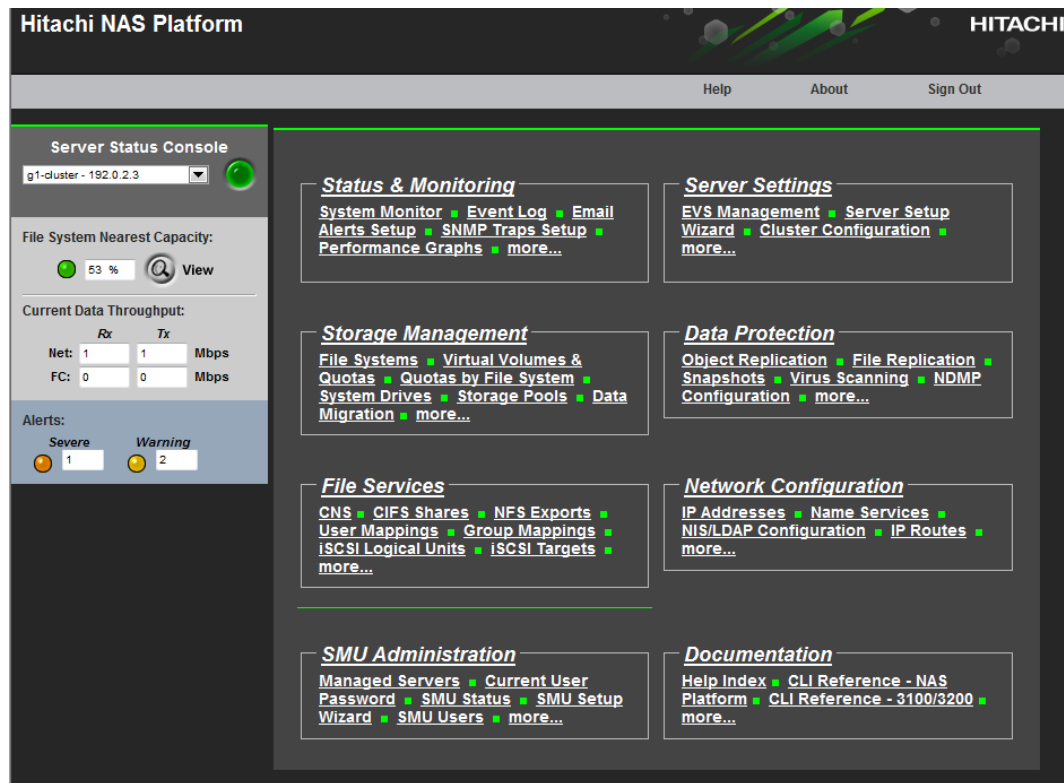 Hitachi NAS Platform
HITACHI
Help About Sign Out
Server Status Console
g1-cluster - 192.0.2.3
File System Nearest Capacity:
53 % View
Current Data Throughput:
Rx Tx
Net: 1 1 Mbps
FC: 0 0 Mbps
Alerts:
Severe Warning
1 2
Status & Monitoring
System Monitor Event Log Email
Alerts Setup SNMP Traps Setup
Performance Graphs more...
Server Settings
EVS Management Server Setup
Wizard Cluster Configuration
more...
Storage Management
File Systems Virtual Volumes &
Quotas Quotas by File System
System Drives Storage Pools Data
Migration more...
Data Protection
Object Replication File Replication
Snapshots Virus Scanning NDMP
Configuration more...
File Services
CNS CIFS Shares NFS Exports
User Mappings Group Mappings
iSCSI Logical Units iSCSI Targets
more...
Network Configuration
IP Addresses Name Services
NIS/LDAP Configuration IP Routes
more...
SMU Administration
Managed Servers Current User
Password SMU Status SMU Setup
Wizard SMU Users more...
Documentation
Help Index CLI Reference - NAS
Platform CLI Reference - 3100/3200
more...